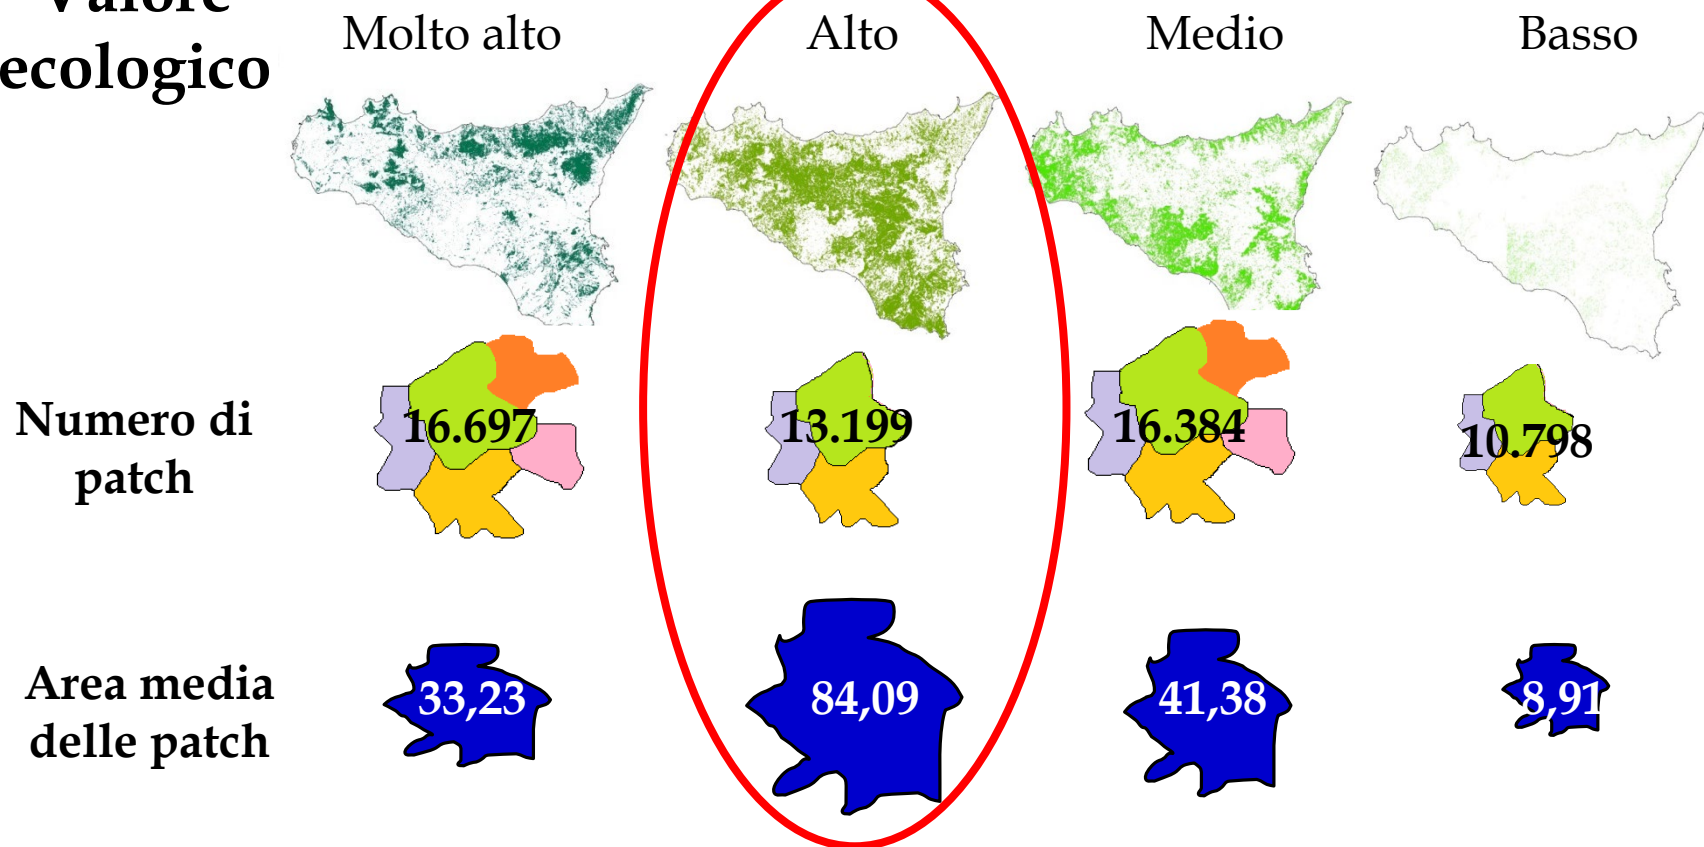 Valore
ecologico
Molto alto
Alto
Medio
Basso
Numero di
patch
16.697
13.199
16.384
10.798
Area media
delle patch
33,23
84,09
41,38
8,91